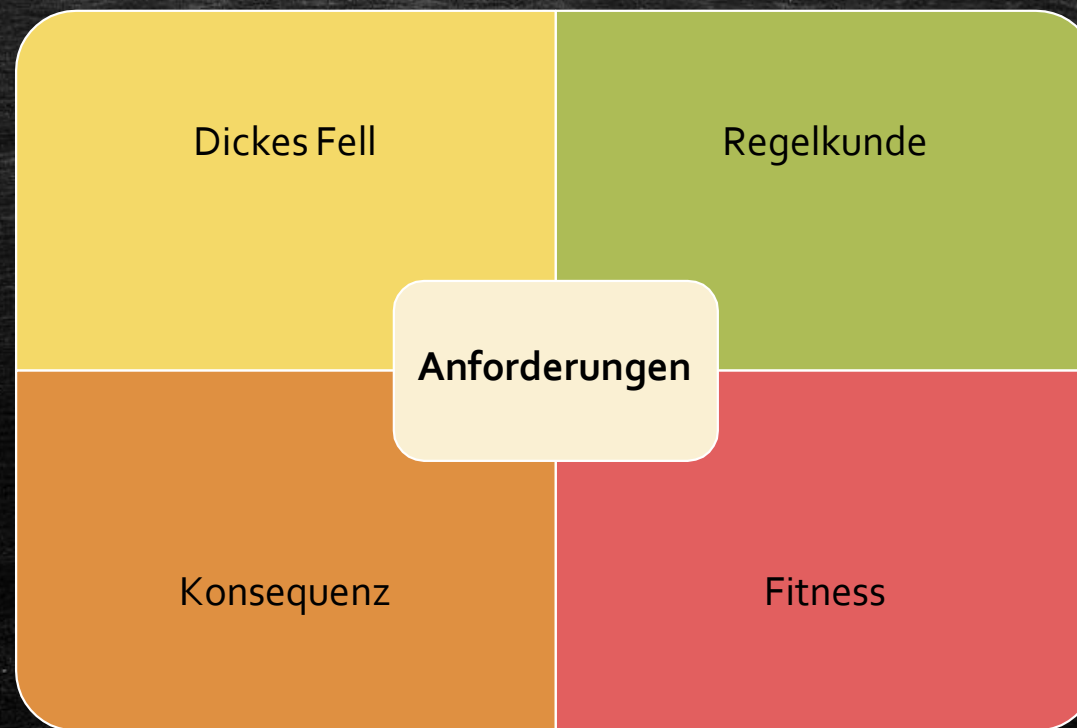 Dickes Fell
Regelkunde
Anforderungen
Konsequenz
Fitness